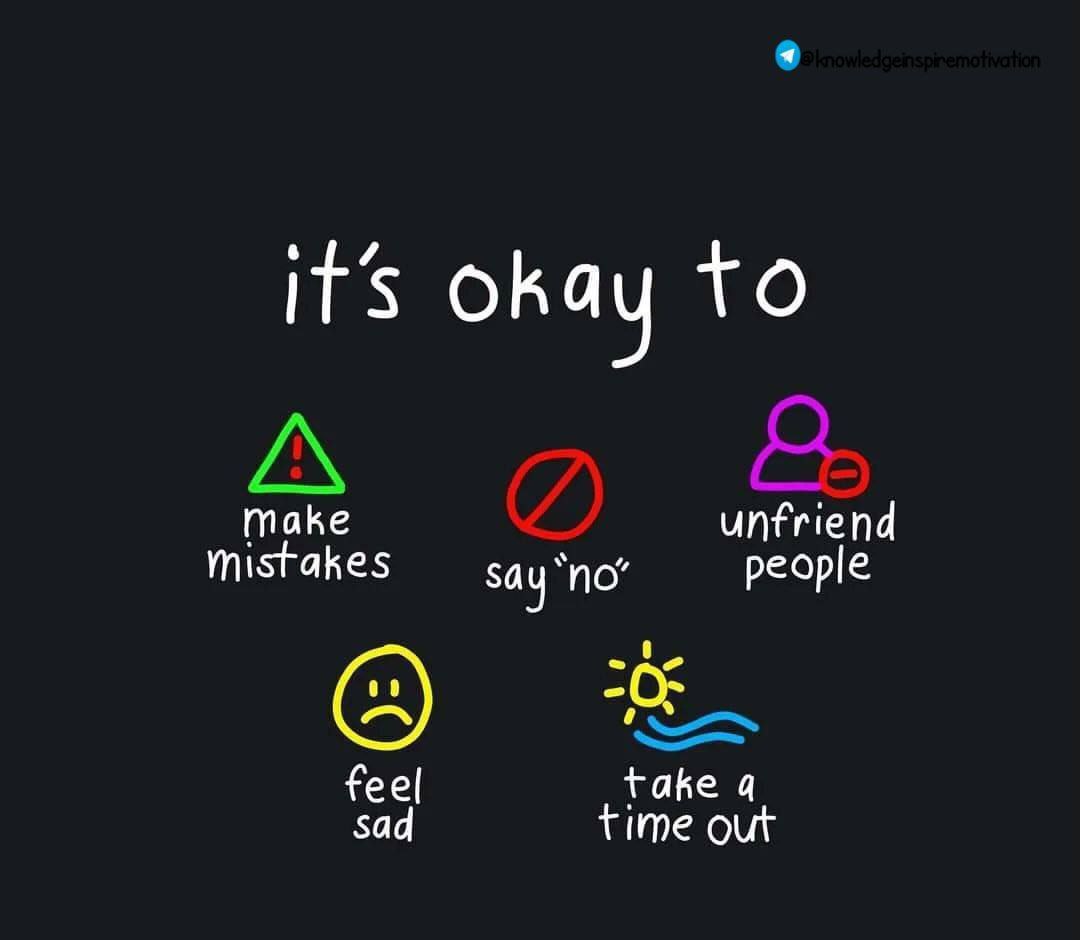 @knowledgeinspiremotivation
it's okay to
make
mistakes
say "no"
unfriend
people
feel
sad
take a
time out